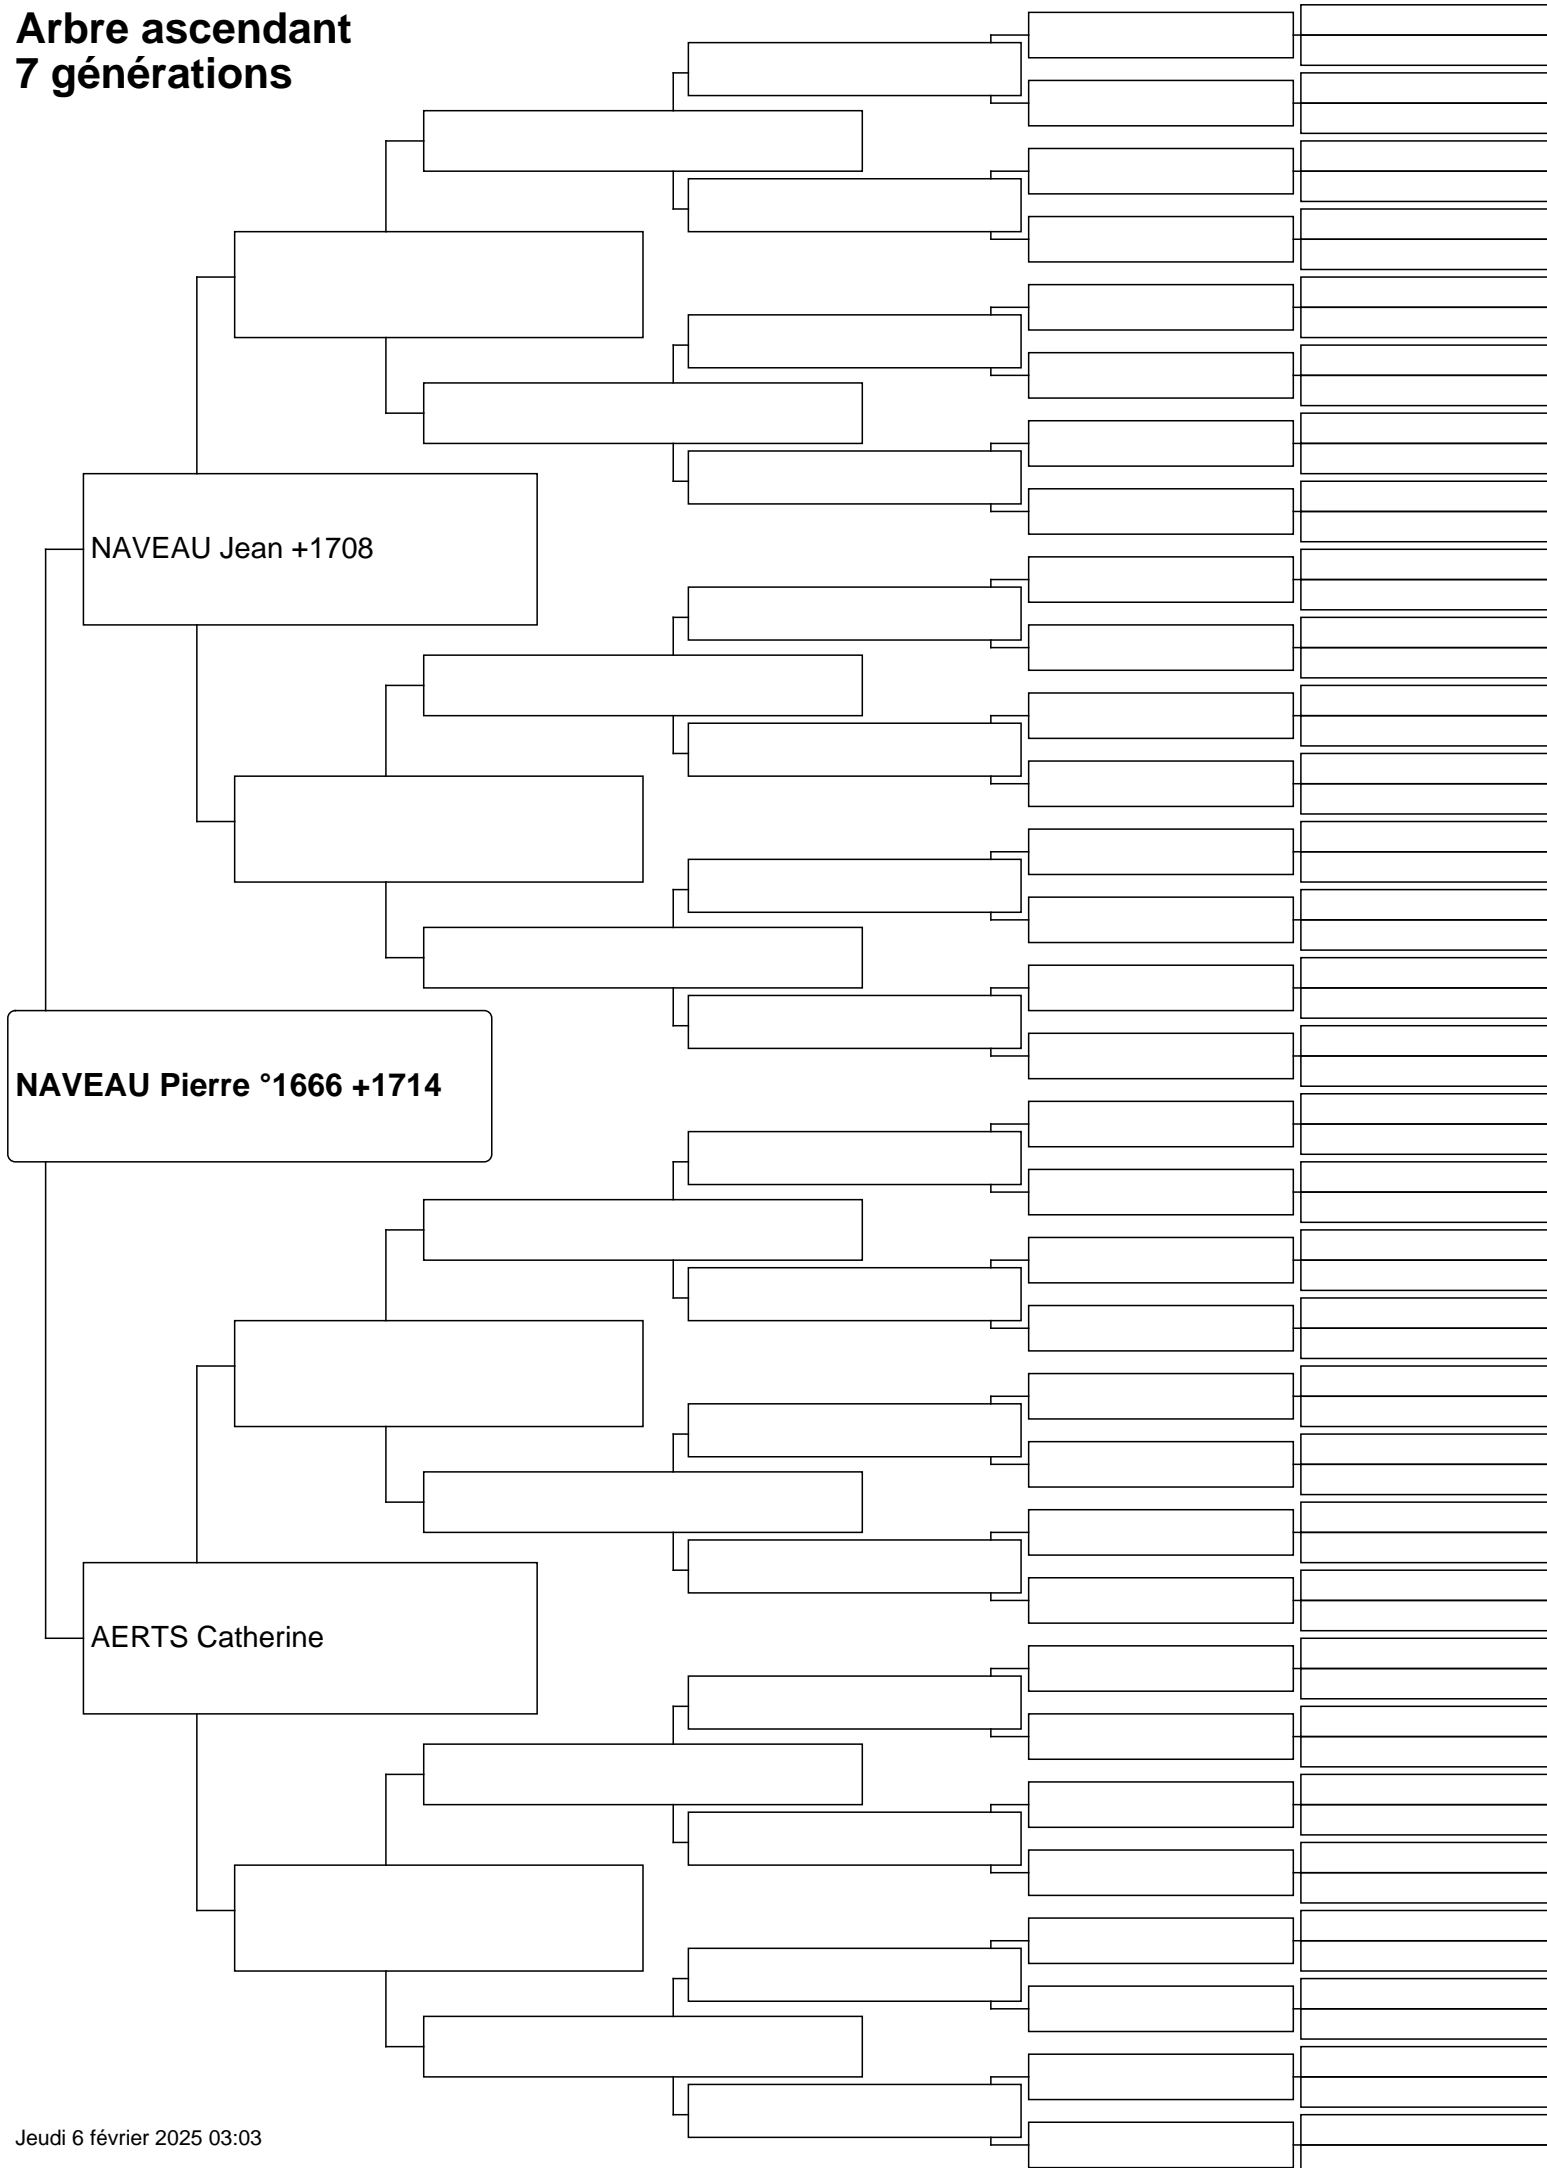 Arbre ascendant
7 générations
NAVEAU Jean +1708
NAVEAU Pierre °1666 +1714
AERTS Catherine
Jeudi 6 février 2025 03:03